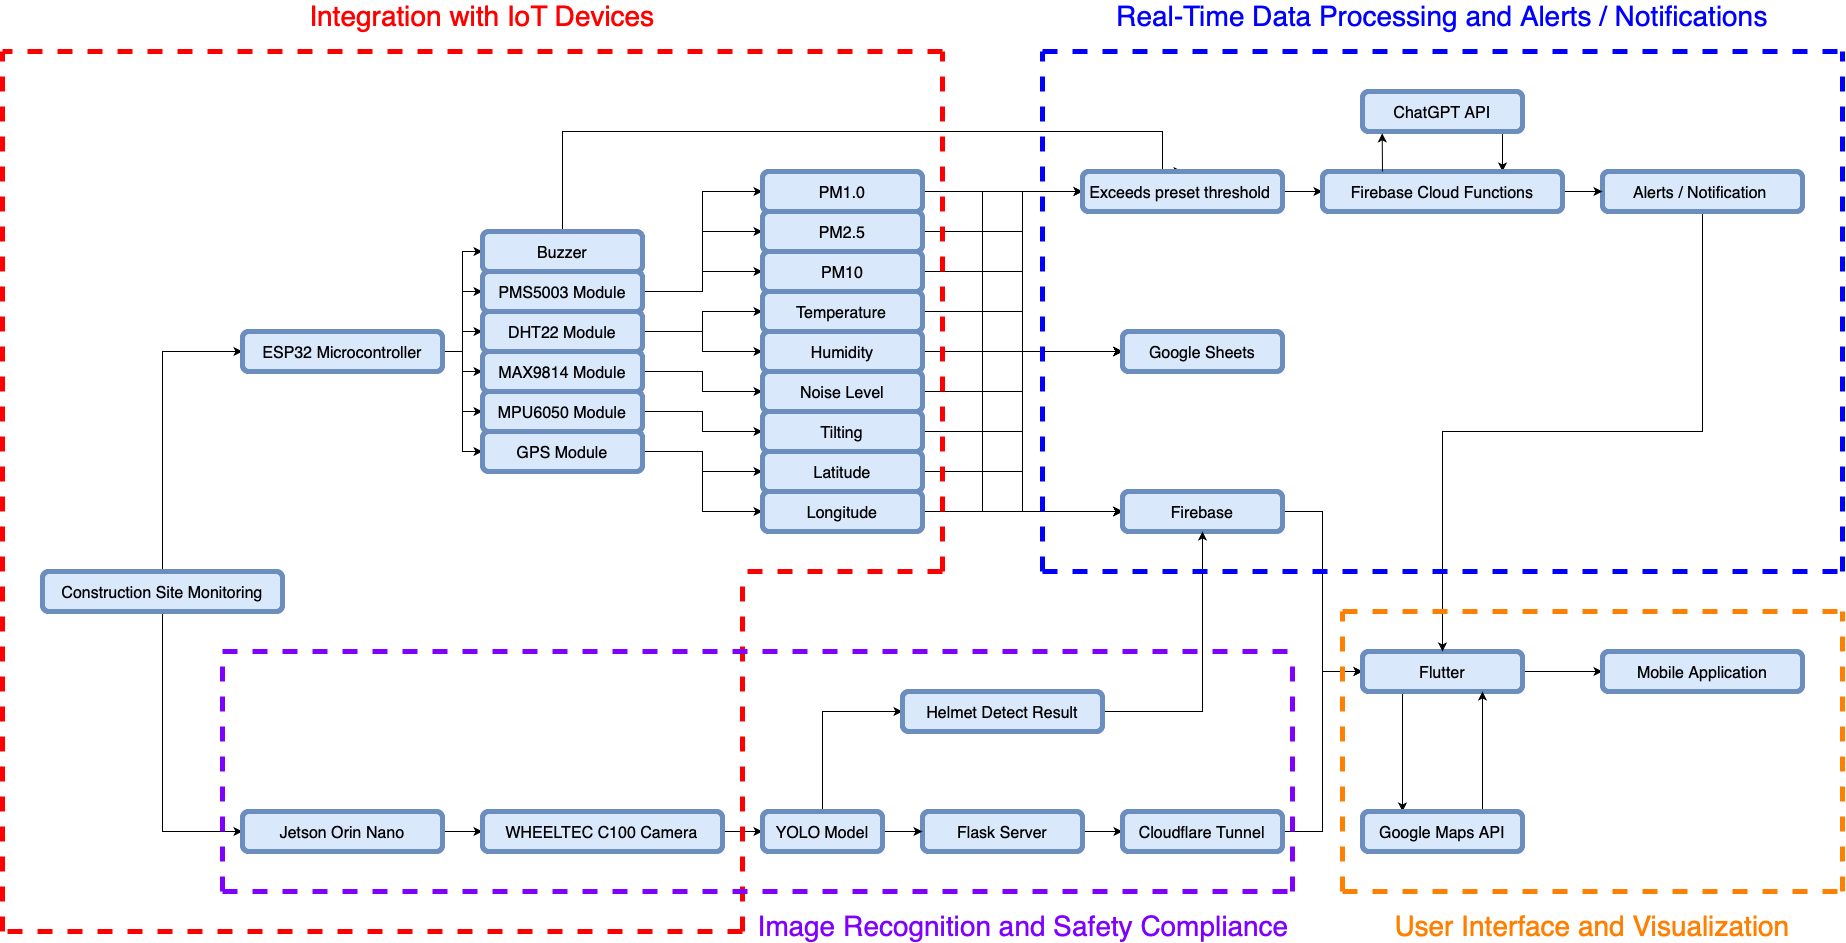 Integration with IoT Devices
Real-Time Data Processing and Alerts / Notifications
ChatGPT API
PM1.0
Exceeds preset threshold
Firebase Cloud Functions
Alerts / Notification
PM2.5
Buzzer
PM10
PMS5003 Module
Temperature
DHT22 Module
ESP32 Microcontroller
Humidity
Google Sheets
MAX9814 Module
Noise Level
MPU6050 Module
Tilting
GPS Module
Latitude
Longitude
Firebase
Construction Site Monitoring
Flutter
Mobile Application
Helmet Detect Result
Jetson Orin Nano
WHEELTEC C100 Camera
YOLO Model
Flask Server
Cloudflare Tunnel
Google Maps API
Image Recognition and Safety Compliance
User Interface and Visualization